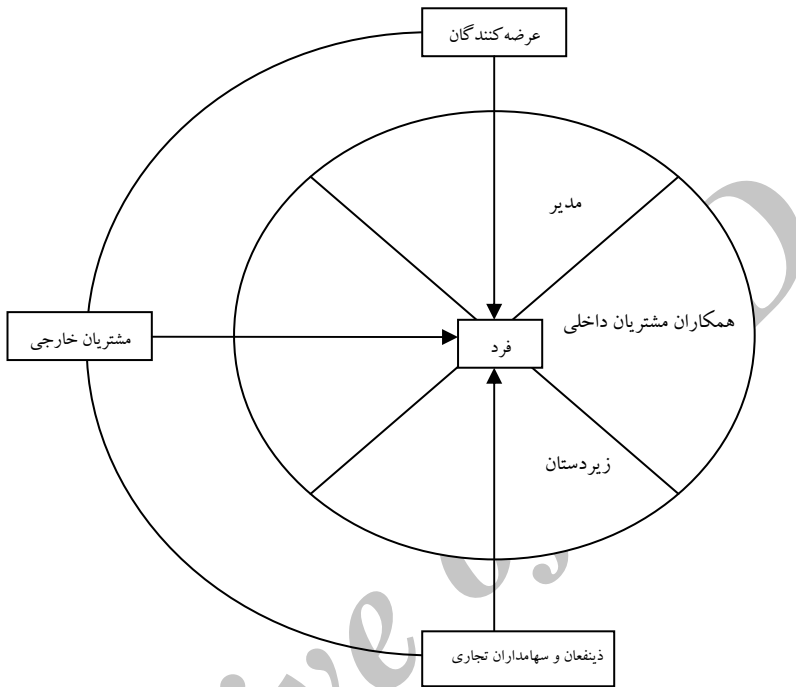 عرضه‌کنندگان
مدیر
همکاران مشتریان داخلی
فرد
مشتریان خارجی
زیردستان
ذینفعان و سهامداران تجاری